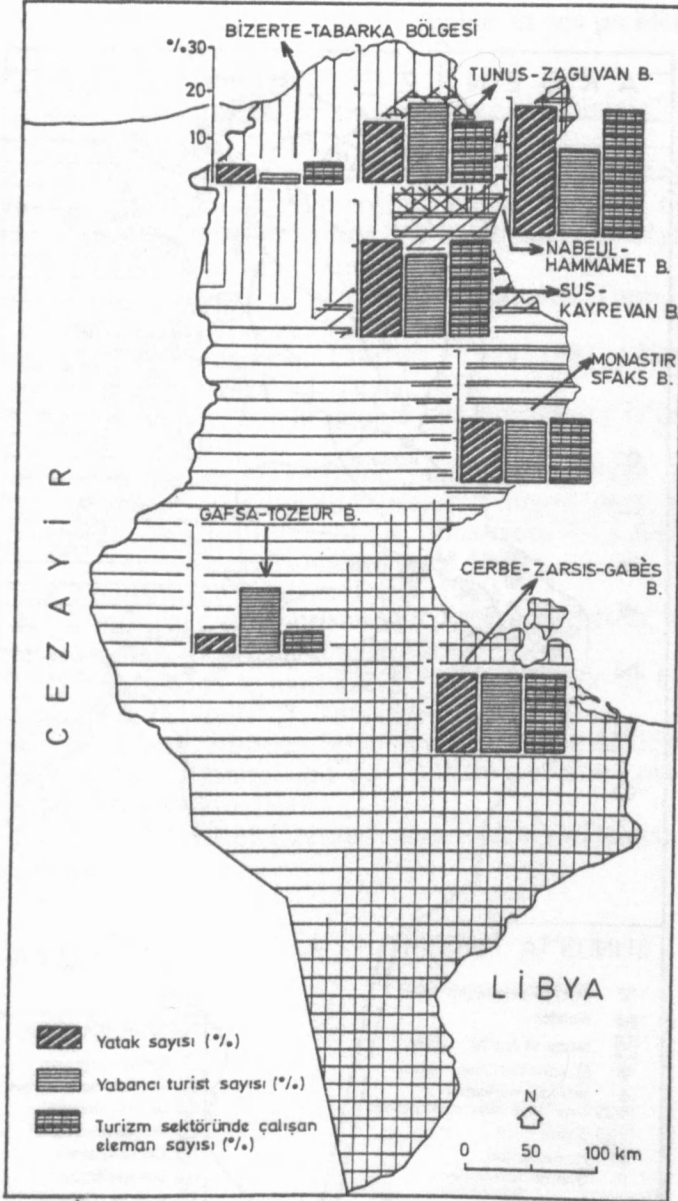 BİZERTE-TABARKA BÖLGESİ
%30
20
10
TUNUS-ZAGUVAN B.
NABEUL-
HAMMAMET B.
SUS-
KAYREVAN B.
MONASTIR
SFAKS B.
GAFSA-TOZEUR B.
CERBE-ZARSIS-GABÈS
B.
CEZAYİR
LİBYA
Yatak sayısı (%)
Yabancı turist sayısı (%)
Turizm sektöründe çalışan
eleman sayısı (%)
N
0 50 100 km